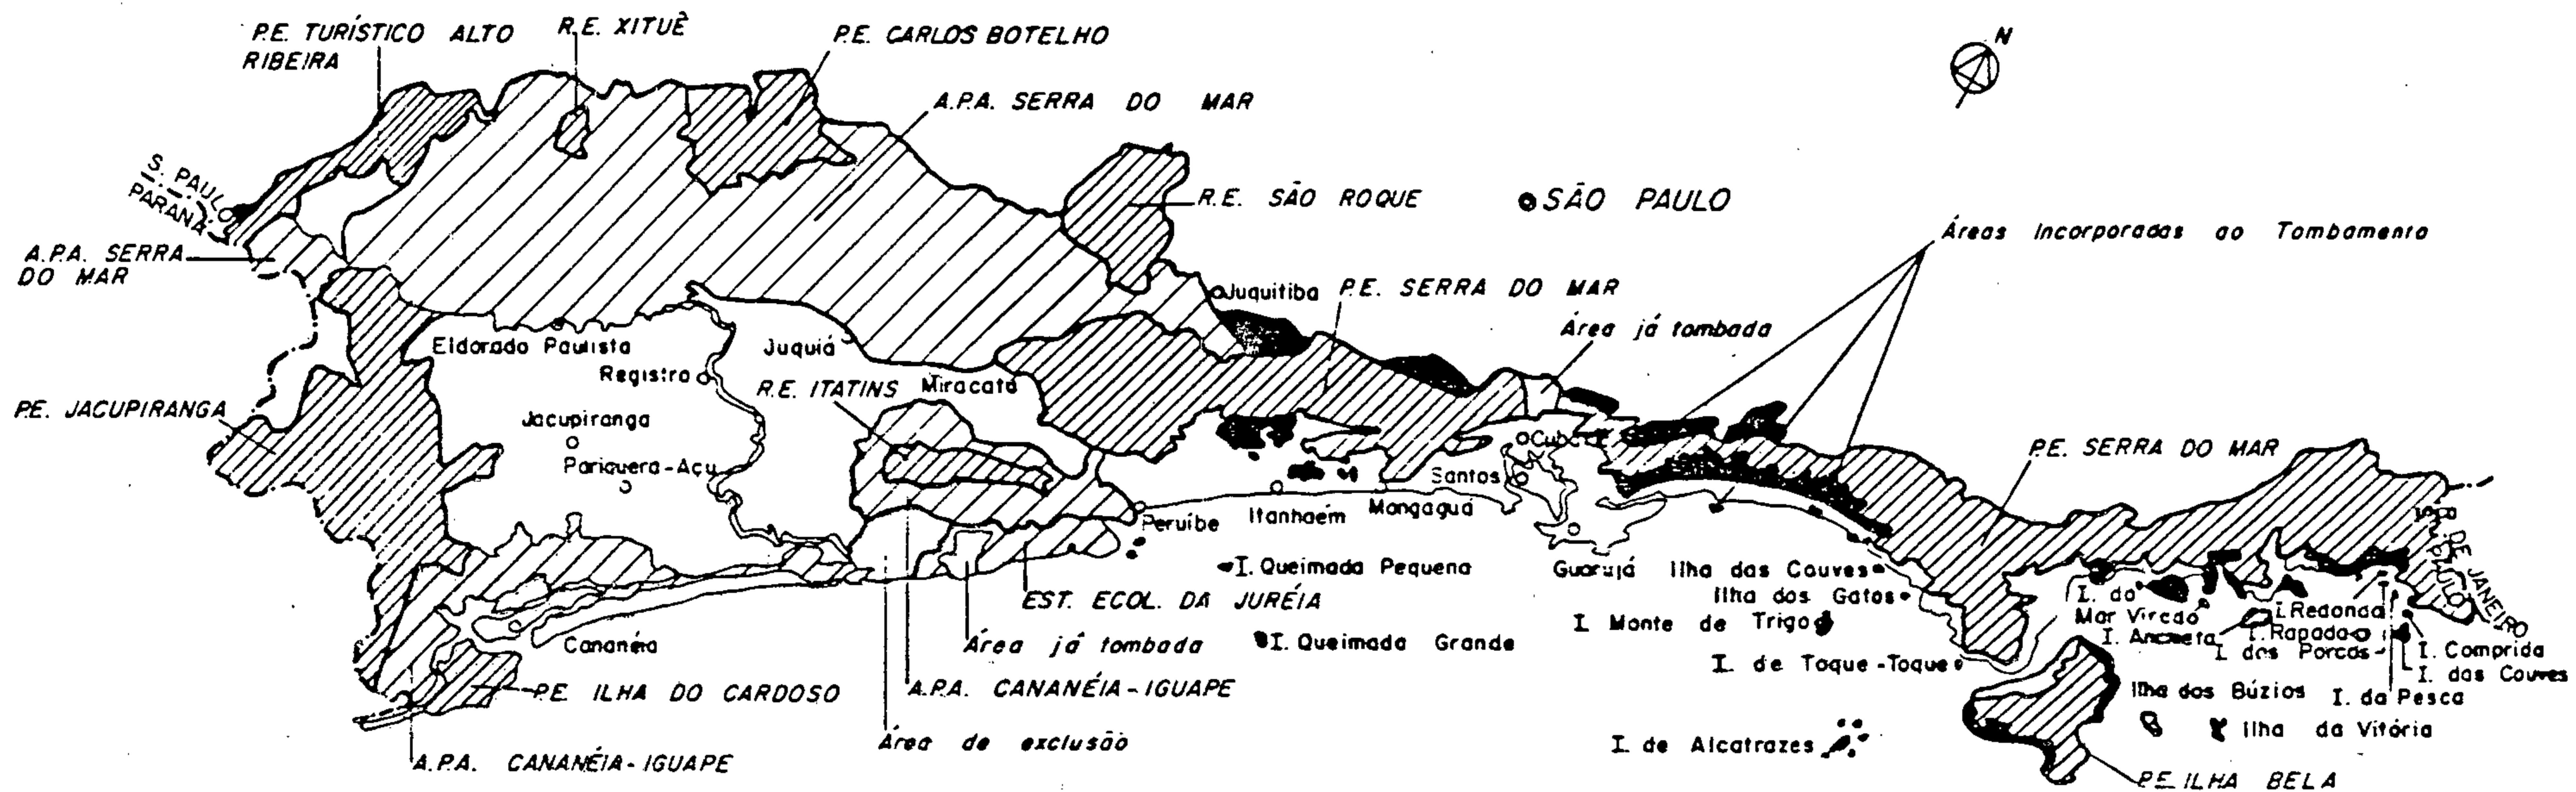 P.E. TURÍSTICO ALTO
RIBEIRA
R.E. XITUÊ
P.E. CARLOS BOTELHO
A.P.A. SERRA DO MAR
N
S. PAULO
PARANÁ
R.E. SÃO ROQUE
SÃO PAULO
Áreas Incorporadas ao Tombamento
A.P.A. SERRA
DO MAR
Juquitiba
P.E. SERRA DO MAR
Área já tombada
Eldorado Paulista
Juquiá
Registro
R.E. ITATINS
Miracatu
P.E. JACUPIRANGA
Jacupiranga
Pariquera-Açu
Santos
P.E. SERRA DO MAR
Peruíbe
Itanhaém
Mongaguá
I. Queimada Pequena
Guarujá
Ilha das Couves
Ilha dos Gatos
EST. ECOL. DA JURÉIA
I. Monte de Trigo
I. do
Mar Virado
I. Redonda
I. Rapada
I. dos Porcos
DE JANEIRO
PAULO
Cananéia
Área já tombada
I. Queimada Grande
I. de Toque-Toque
I. Comprida
I. das Couves
P.E. ILHA DO CARDOSO
A.P.A. CANANÉIA-IGUAPE
Ilha dos Búzios
I. da Pesca
Área de exclusão
I. de Alcatrazes
Ilha da Vitória
A.P.A. CANANÉIA-IGUAPE
P.E. ILHA BELA